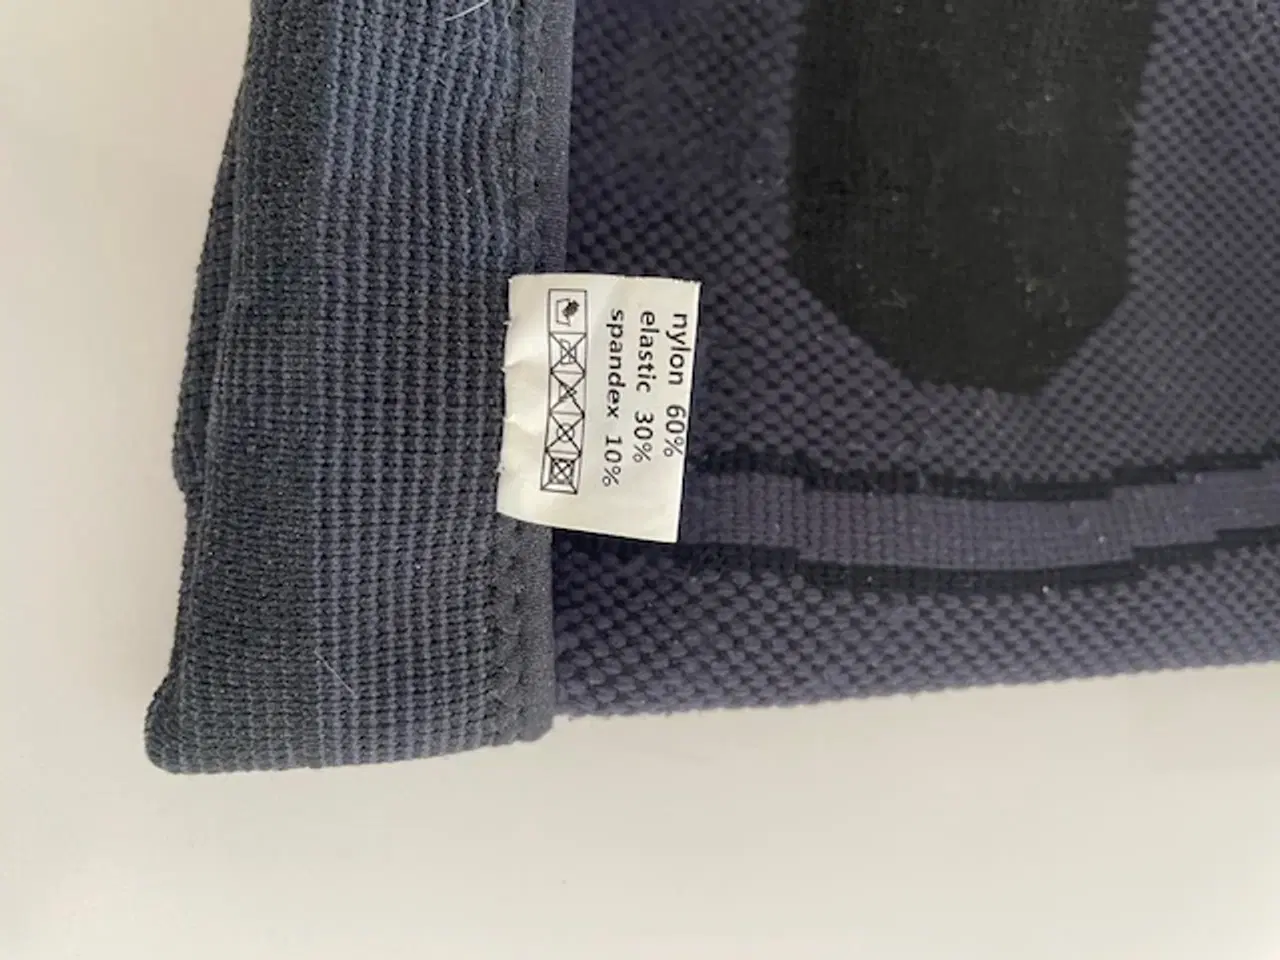 nylon 60%
elastic 30%
spandex 10%